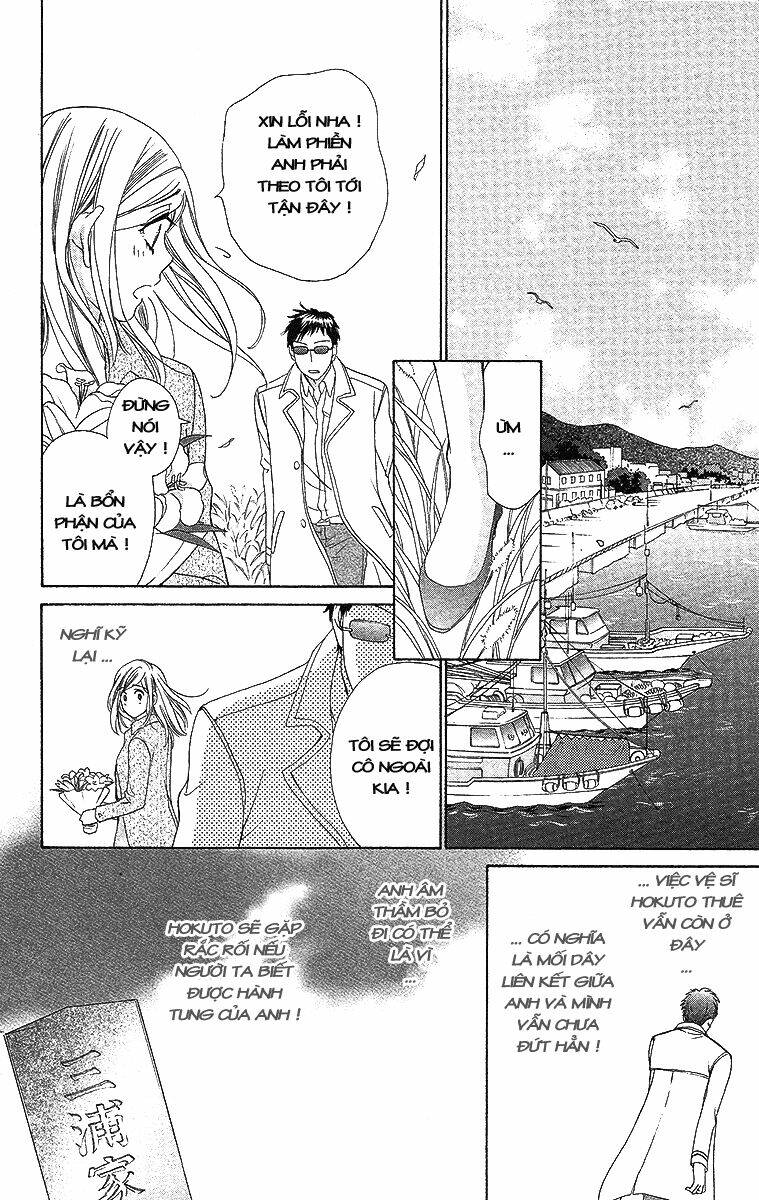 XIN LỖI NHA !
LÀM PHIỀN
ANH PHẢI
THEO TÔI TỚI
TẬN ĐÂY !
ỪM
...
ĐỪNG
NÓI
VẬY !
LÀ BỔN
PHẬN CỦA
TÔI MÀ !
TÔI SẼ ĐỢI
CÔ NGOÀI
KIA !
NGHĨ KỸ
LẠI ...
... VIỆC VỆ SĨ
HOKUTO THUÊ
VẪN CÒN Ở
ĐÂY
...
... CÓ NGHĨA
LÀ MỐI DÂY
LIÊN KẾT GIỮA
ANH VÀ MÌNH
VẪN CHƯA
ĐỨT HẲN !
ANH ÂM
THẦM BỎ
ĐI CÓ THỂ
LÀ VÌ
...
HOKUTO SẼ GẶP
RẮC RỐI NẾU
NGƯỜI TA BIẾT
ĐƯỢC HÀNH
TUNG CỦA ANH !
三浦家